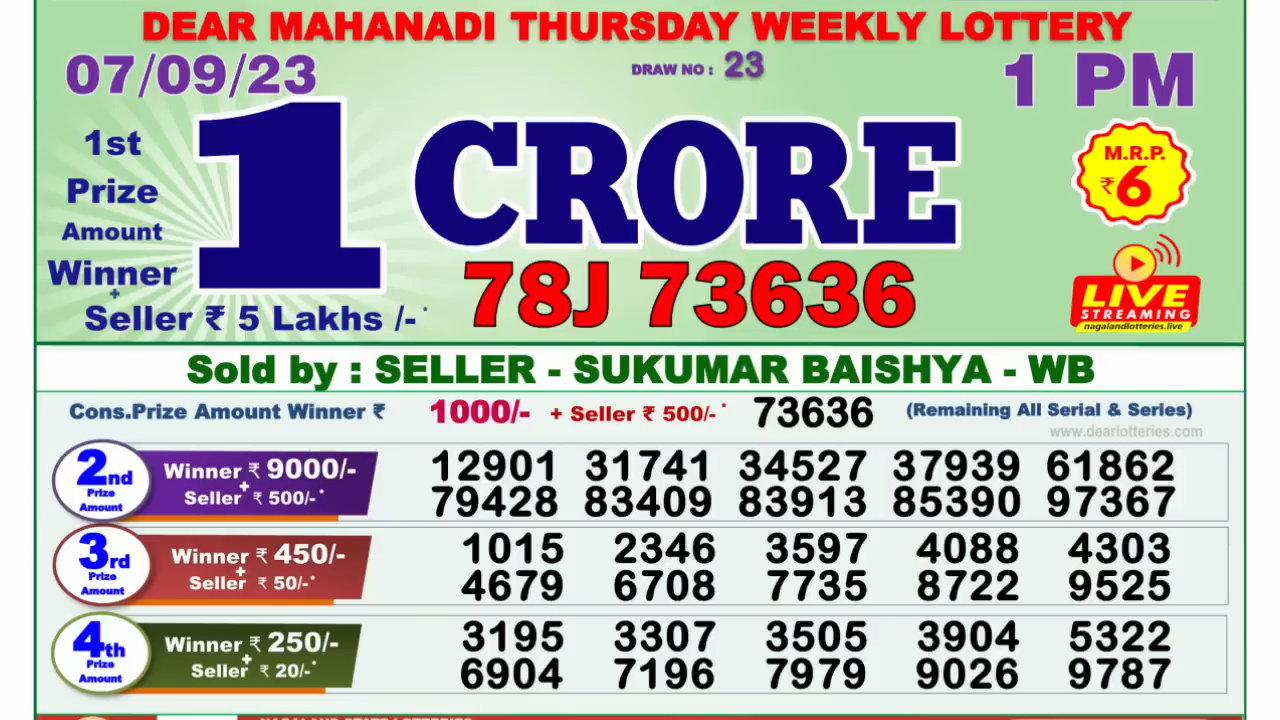 DEAR MAHANADI THURSDAY WEEKLY LOTTERY
07/09/23
DRAW NO : 23
1 PM
1st
Prize
Amount
Winner
+
Seller ₹ 5 Lakhs /- *
1 CRORE
78J 73636
M.R.P.
₹6
LIVE
STREAMING
nagalandlotteries.live
Sold by : SELLER - SUKUMAR BAISHYA - WB
Cons.Prize Amount Winner ₹ 1000/- + Seller ₹ 500/- * 73636 (Remaining All Serial & Series)
www.dearlotteries.com
2nd
Prize
Amount
Winner ₹ 9000/-
+
Seller ₹ 500/- *
12901 31741 34527 37939 61862
79428 83409 83913 85390 97367
3rd
Prize
Amount
Winner ₹ 450/-
+
Seller ₹ 50/- *
1015 2346 3597 4088 4303
4679 6708 7735 8722 9525
4th
Prize
Amount
Winner ₹ 250/-
+
Seller ₹ 20/- *
3195 3307 3505 3904 5322
6904 7196 7979 9026 9787